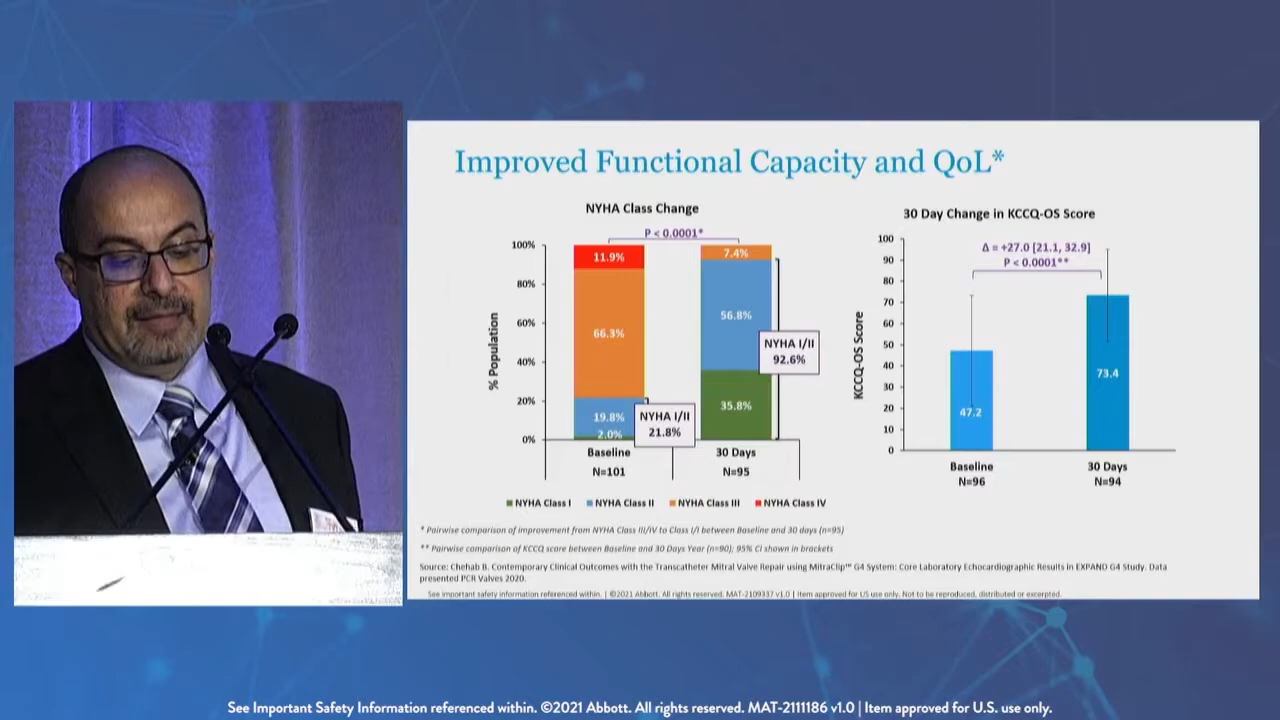 Improved Functional Capacity and QoL*
NYHA Class Change
P < 0.0001*
100%
80%
60%
40%
20%
0%
% Population
11.9%
66.3%
19.8%
2.0%
NYHA I/II
21.8%
7.4%
56.8%
35.8%
NYHA I/II
92.6%
Baseline
N=101
30 Days
N=95
NYHA Class I NYHA Class II NYHA Class III NYHA Class IV
30 Day Change in KCCQ-OS Score
Δ = +27.0 [21.1, 32.9]
P < 0.0001**
100
90
80
70
60
50
40
30
20
10
0
KCCQ-OS Score
47.2
73.4
Baseline
N=96
30 Days
N=94
* Pairwise comparison of improvement from NYHA Class III/IV to Class I/I between Baseline and 30 days (n=95)
** Pairwise comparison of KCCQ score between Baseline and 30 Days Year (n=90); 95% CI shown in brackets
Source: Chehab B. Contemporary Clinical Outcomes with the Transcatheter Mitral Valve Repair using MitraClip™ G4 System: Core Laboratory Echocardiographic Results in EXPAND G4 Study. Data
presented PCR Valves 2020.
See important safety information referenced within. | ©2021 Abbott. All rights reserved. MAT-2109337 v1.0 | Item approved for US use only. Not to be reproduced, distributed or excerpted.
See Important Safety Information referenced within. ©2021 Abbott. All rights reserved. MAT-2111186 v1.0 | Item approved for U.S. use only.